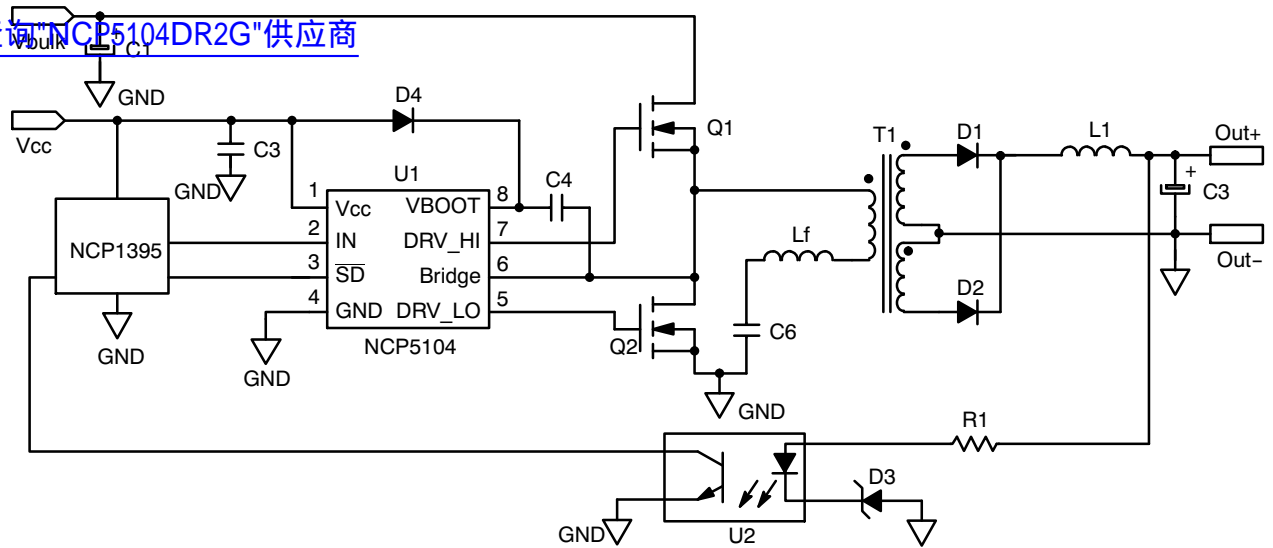 查询"NCP5104DR2G"供应商
Vbulk
+
C1
GND
Vcc
C3
GND
D4
Q1
T1
D1
L1
Out+
+
C3
Out−
D2
NCP1395
GND
U1
1 Vcc VBOOT 8
2 IN DRV_HI 7
3 SD Bridge 6
4 GND DRV_LO 5
NCP5104
GND
C4
Lf
C6
Q2
GND
R1
D3
GND
U2